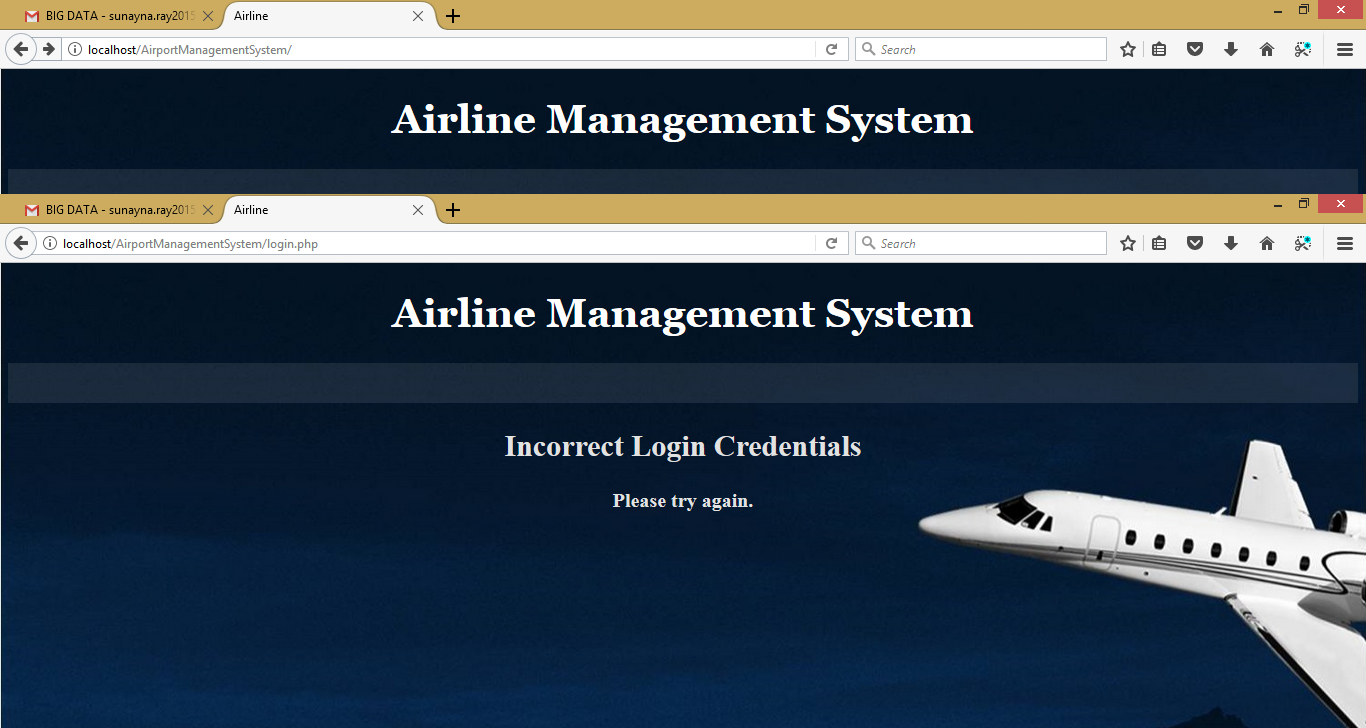 BIG DATA - sunayna.ray2015
Airline
localhost/AirportManagementSystem/
Search
Airline Management System
BIG DATA - sunayna.ray2015
Airline
localhost/AirportManagementSystem/login.php
Search
Airline Management System
Incorrect Login Credentials
Please try again.